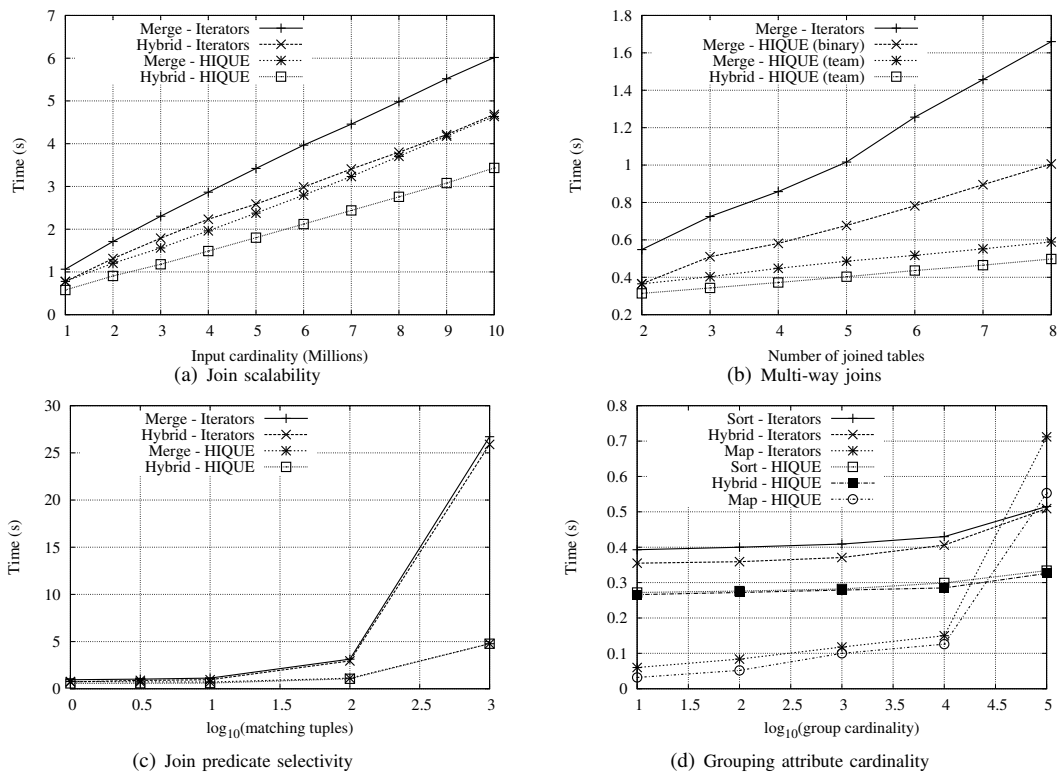 7
6
5
4
3
2
1
0
Time (s)
Merge - Iterators
Hybrid - Iterators
Merge - HIQUE
Hybrid - HIQUE
1 2 3 4 5 6 7 8 9 10
Input cardinality (Millions)
(a) Join scalability
1.8
1.6
1.4
1.2
1
0.8
0.6
0.4
0.2
Time (s)
Merge - Iterators
Merge - HIQUE (binary)
Merge - HIQUE (team)
Hybrid - HIQUE (team)
2 3 4 5 6 7 8
Number of joined tables
(b) Multi-way joins
30
25
20
15
10
5
0
Time (s)
Merge - Iterators
Hybrid - Iterators
Merge - HIQUE
Hybrid - HIQUE
0 0.5 1 1.5 2 2.5 3
log10(matching tuples)
(c) Join predicate selectivity
0.8
0.7
0.6
0.5
0.4
0.3
0.2
0.1
0
Time (s)
Sort - Iterators
Hybrid - Iterators
Map - Iterators
Sort - HIQUE
Hybrid - HIQUE
Map - HIQUE
1 1.5 2 2.5 3 3.5 4 4.5 5
log10(group cardinality)
(d) Grouping attribute cardinality